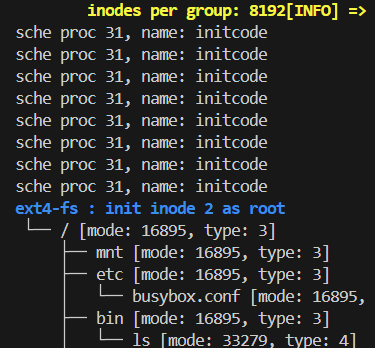 inodes per group: 8192[INFO] =>
sche proc 31, name: initcode
sche proc 31, name: initcode
sche proc 31, name: initcode
sche proc 31, name: initcode
sche proc 31, name: initcode
sche proc 31, name: initcode
sche proc 31, name: initcode
sche proc 31, name: initcode
ext4-fs : init inode 2 as root
└── / [mode: 16895, type: 3]
├── mnt [mode: 16895, type: 3]
├── etc [mode: 16895, type: 3]
└── busybox.conf [mode: 16895,
├── bin [mode: 16895, type: 3]
└── ls [mode: 33279, type: 4]